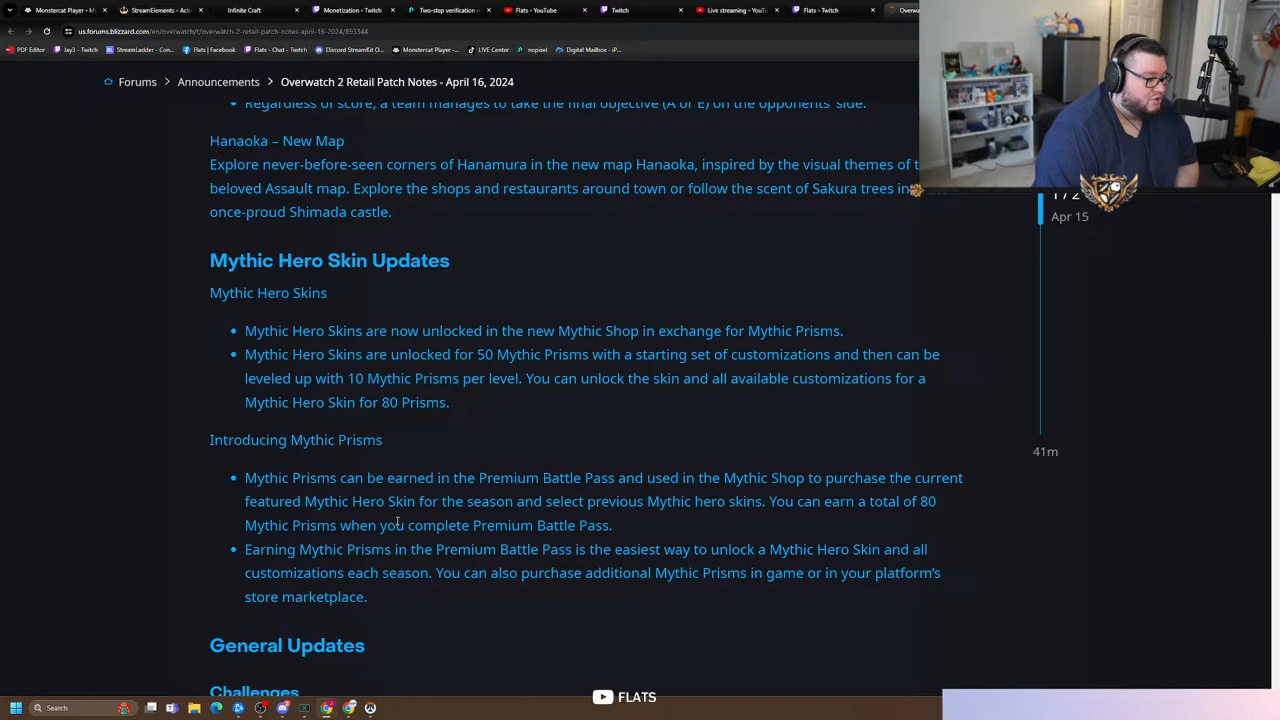 Monstercat Player - M
StreamElements - Activ
Infinite Craft
Monetization - Twitch
Two-step verification
Flats - YouTube
Twitch
Live streaming - YouTu
Flats - Twitch
Overw
us.forums.blizzard.com/en/overwatch/t/overwatch-2-retail-patch-notes-april-16-2024/893344
PDF Editor
Jay3 - Twitch
StreamElements - Co...
StreamLader - Con...
Flats | Facebook
Flats - Chat - Twitch
Discord StreamKit O...
Monstercat Player -...
LIVE Center
nopixel
Digital Mailbox - iP...
Forums > Announcements > Overwatch 2 Retail Patch Notes - April 16, 2024
Regardless of score, a team manages to take the final objective (A or E) on the opponents' side.
Hanaoka – New Map
Explore never-before-seen corners of Hanamura in the new map Hanaoka, inspired by the visual themes of t
beloved Assault map. Explore the shops and restaurants around town or follow the scent of Sakura trees in
once-proud Shimada castle.
1 / 2
Apr 15
Mythic Hero Skin Updates
Mythic Hero Skins
Mythic Hero Skins are now unlocked in the new Mythic Shop in exchange for Mythic Prisms.
Mythic Hero Skins are unlocked for 50 Mythic Prisms with a starting set of customizations and then can be
leveled up with 10 Mythic Prisms per level. You can unlock the skin and all available customizations for a
Mythic Hero Skin for 80 Prisms.
Introducing Mythic Prisms
41m
Mythic Prisms can be earned in the Premium Battle Pass and used in the Mythic Shop to purchase the current
featured Mythic Hero Skin for the season and select previous Mythic hero skins. You can earn a total of 80
Mythic Prisms when you complete Premium Battle Pass.
Earning Mythic Prisms in the Premium Battle Pass is the easiest way to unlock a Mythic Hero Skin and all
customizations each season. You can also purchase additional Mythic Prisms in game or in your platform's
store marketplace.
General Updates
Challenges
FLATS
Search